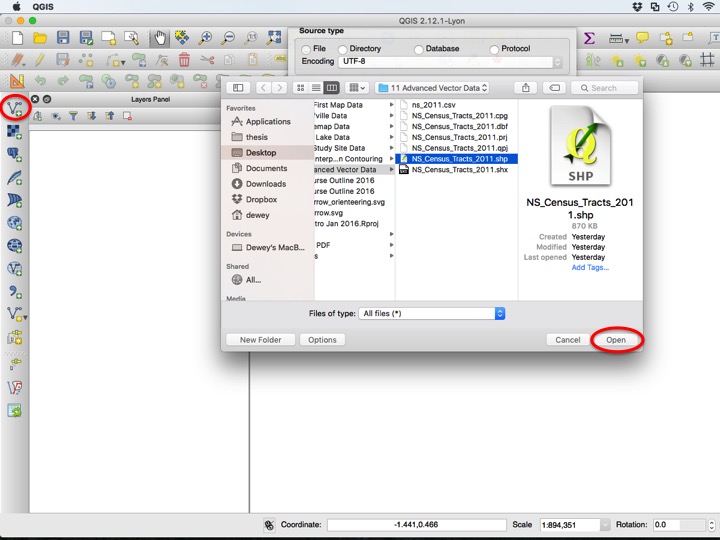 QGIS
QGIS 2.12.1-Lyon
Source type
File Directory Database Protocol
Encoding UTF-8
11 Advanced Vector Data
Search
Layers Panel
Favorites
Applications
thesis
Desktop
Documents
Downloads
Dropbox
dewey
Devices
Dewey's MacB...
Shared
All...
Media
First Map Data
'ville Data
emap Data
Lake Data
Study Site Data
nterp...n Contouring
anced Vector Data
urse Outline 2016
urse Outline 2016
rrow_orienteering.svg
rrow.svg
tro Jan 2016.Rproj
PDF
s
ns_2011.csv
NS_Census_Tracts_2011.cpg
NS_Census_Tracts_2011.dbf
NS_Census_Tracts_2011.prj
NS_Census_Tracts_2011.qpj
NS_Census_Tracts_2011.shp
NS_Census_Tracts_2011.shx
SHP
NS_Census_Tracts_201
1.shp
870 KB
Created Yesterday
Modified Yesterday
Last opened Yesterday
Add Tags...
Files of type: All files (*)
New Folder Options Cancel Open
Coordinate: -1.441,0.466 Scale 1:894,351 Rotation: 0.0